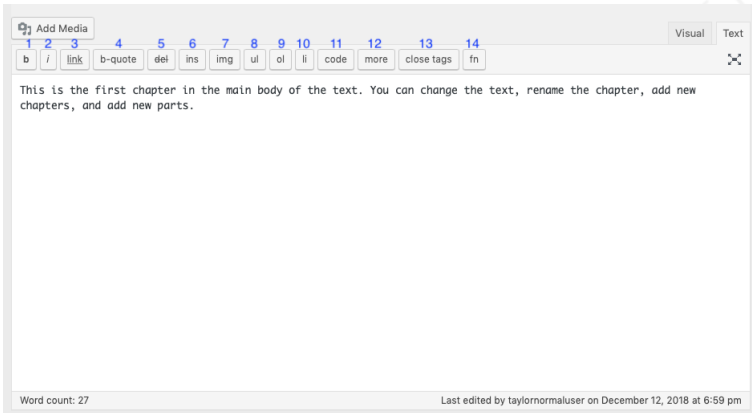 Add Media
Visual Text
1 2 3 4 5 6 7 8 9 10 11 12 13 14
b i link b-quote del ins img ul ol li code more close tags fn
This is the first chapter in the main body of the text. You can change the text, rename the chapter, add new
chapters, and add new parts.
Word count: 27 Last edited by taylornormaluser on December 12, 2018 at 6:59 pm